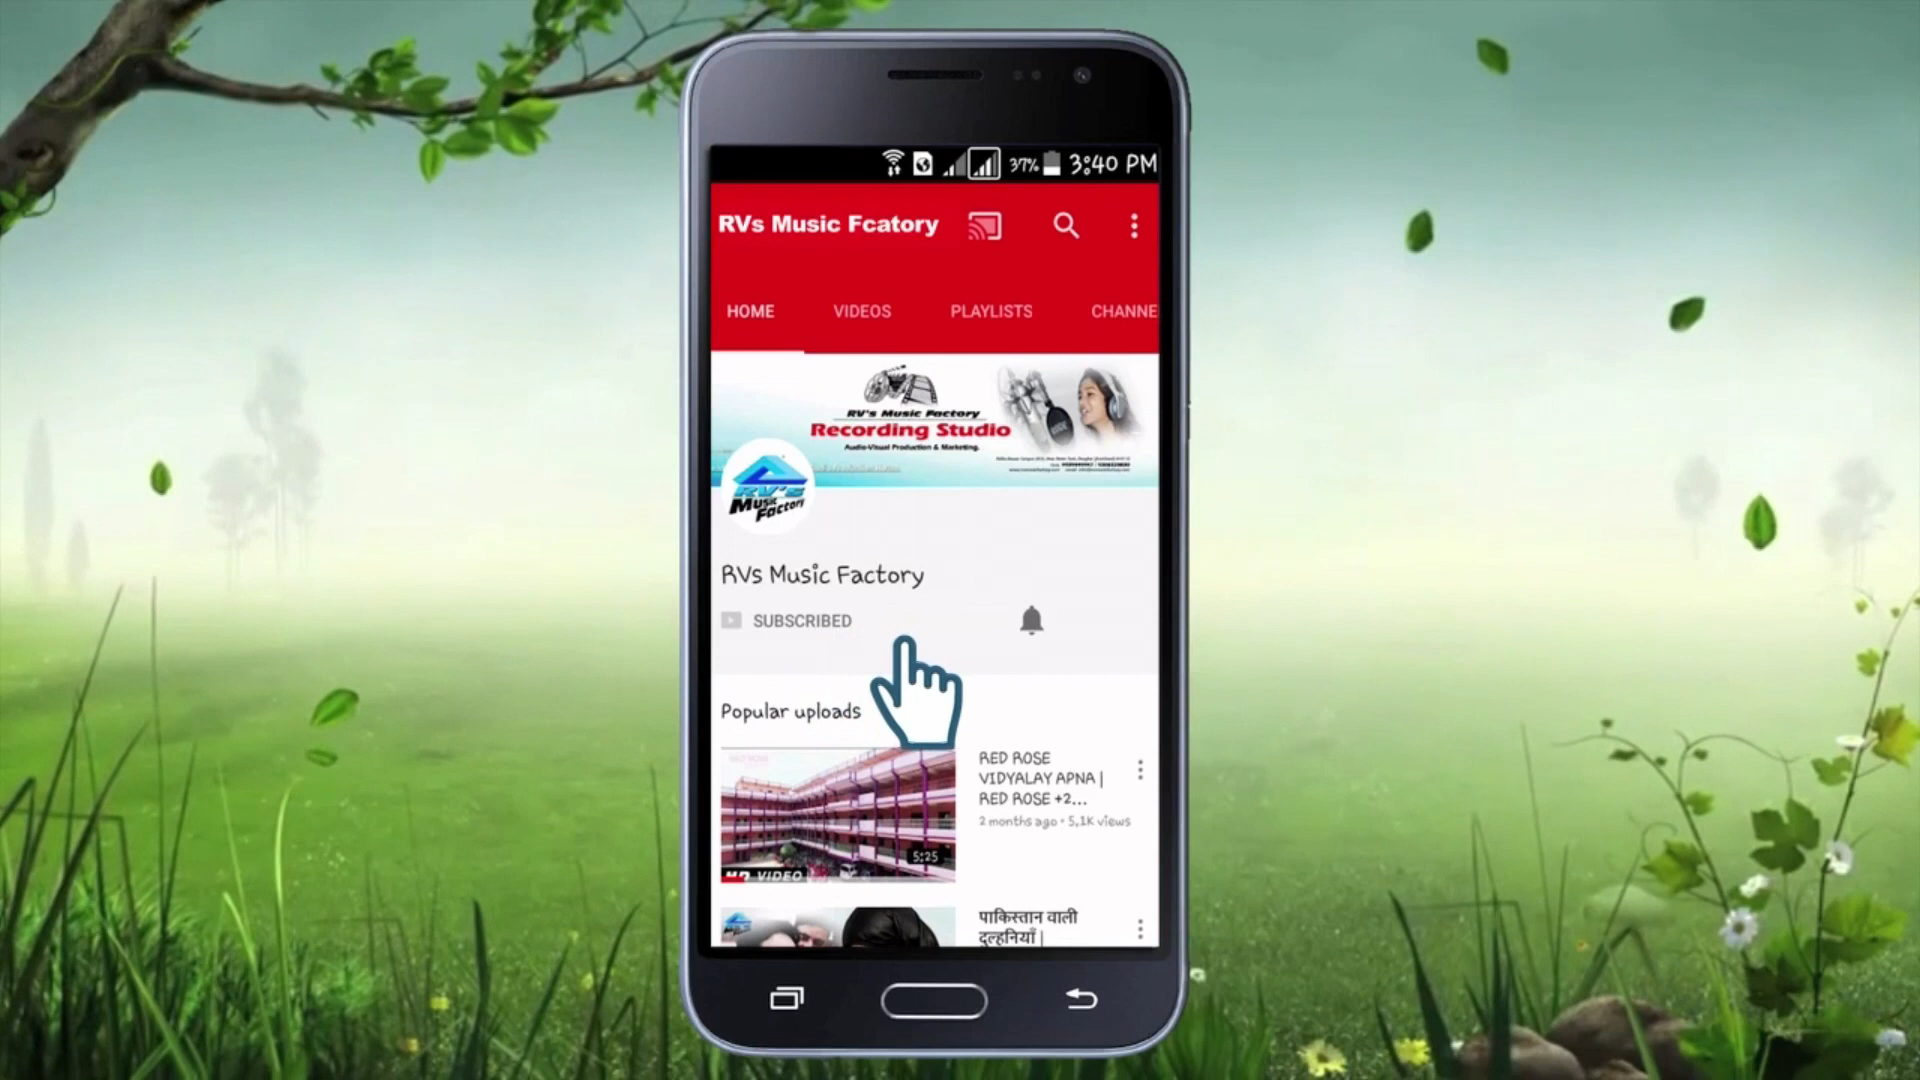 37% 3:40 PM
RVs Music Fcatory
HOME VIDEOS PLAYLISTS CHANNE
RV's Music Factory
Recording Studio
Audio-Visual Production & Marketing.
RV'S
Music
Factory
RVs Music Factory
SUBSCRIBED
Popular uploads
RED ROSE
VIDYALAY APNA |
RED ROSE +2...
2 months ago • 5,1K views
5:25
HD VIDEO
पाकिस्तान वाली
दुल्हनियाँ |